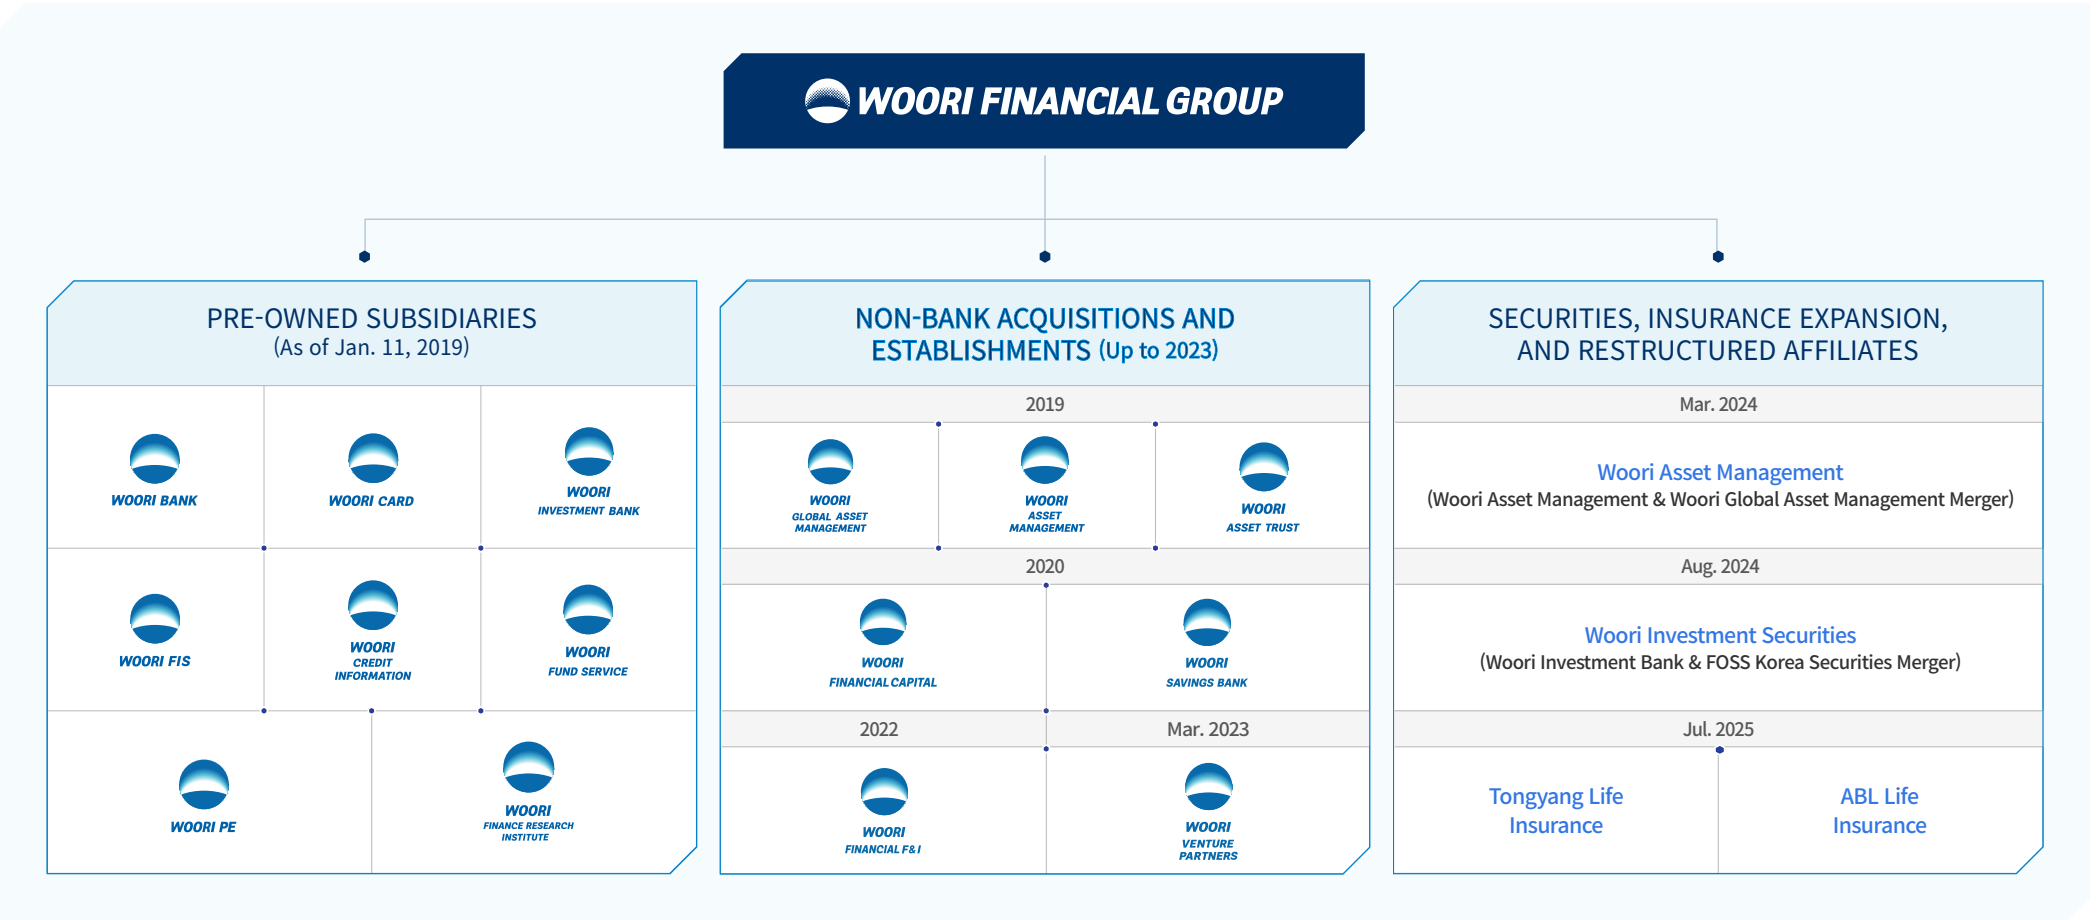 WOORI FINANCIAL GROUP
PRE-OWNED SUBSIDIARIES
(As of Jan. 11, 2019)
WOORI BANK
WOORI CARD
WOORI
INVESTMENT BANK
WOORI FIS
WOORI
CREDIT
INFORMATION
WOORI
FUND SERVICE
WOORI PE
WOORI
FINANCE RESEARCH
INSTITUTE
NON-BANK ACQUISITIONS AND
ESTABLISHMENTS (Up to 2023)
2019
WOORI
GLOBAL ASSET
MANAGEMENT
WOORI
ASSET
MANAGEMENT
WOORI
ASSET TRUST
2020
WOORI
FINANCIAL CAPITAL
WOORI
SAVINGS BANK
2022
WOORI
FINANCIAL F&I
Mar. 2023
WOORI
VENTURE
PARTNERS
SECURITIES, INSURANCE EXPANSION,
AND RESTRUCTURED AFFILIATES
Mar. 2024
Woori Asset Management
(Woori Asset Management & Woori Global Asset Management Merger)
Aug. 2024
Woori Investment Securities
(Woori Investment Bank & FOSS Korea Securities Merger)
Jul. 2025
Tongyang Life
Insurance
ABL Life
Insurance